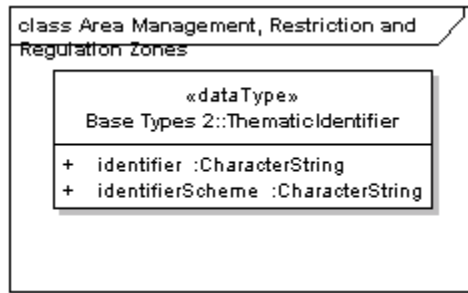 class Area Management, Restriction and
Regulation Zones
«dataType»
Base Types 2::ThematicIdentifier
+ identifier :CharacterString
+ identifierScheme :CharacterString